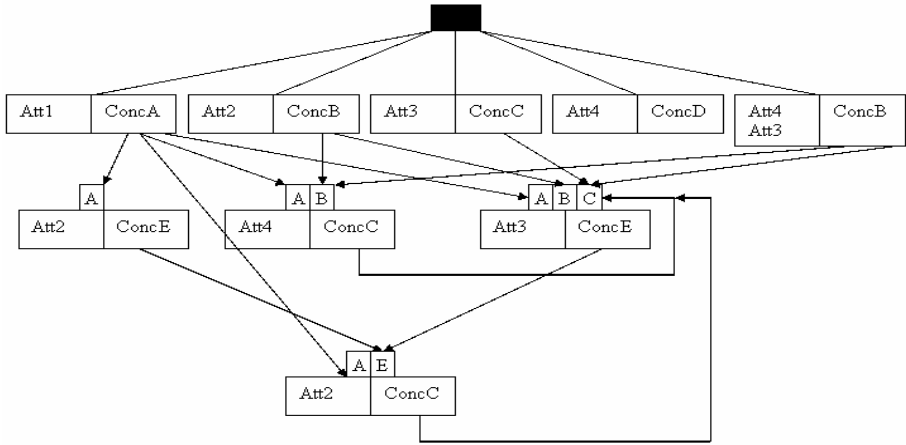 Att1 ConcA Att2 ConcB Att3 ConcC Att4 ConcD Att4 ConcB
Att3
A A B A B C
Att2 ConcE Att4 ConcC Att3 ConcE
A E
Att2 ConcC